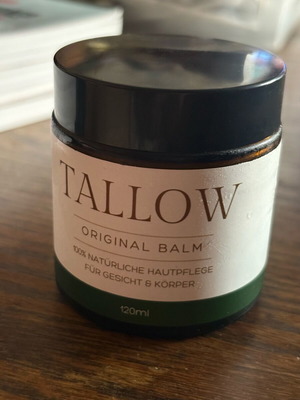 TALLOW
ORIGINAL BALM
100% NATÜRLICHE HAUTPFLEGE
FÜR GESICHT & KÖRPER
120ml